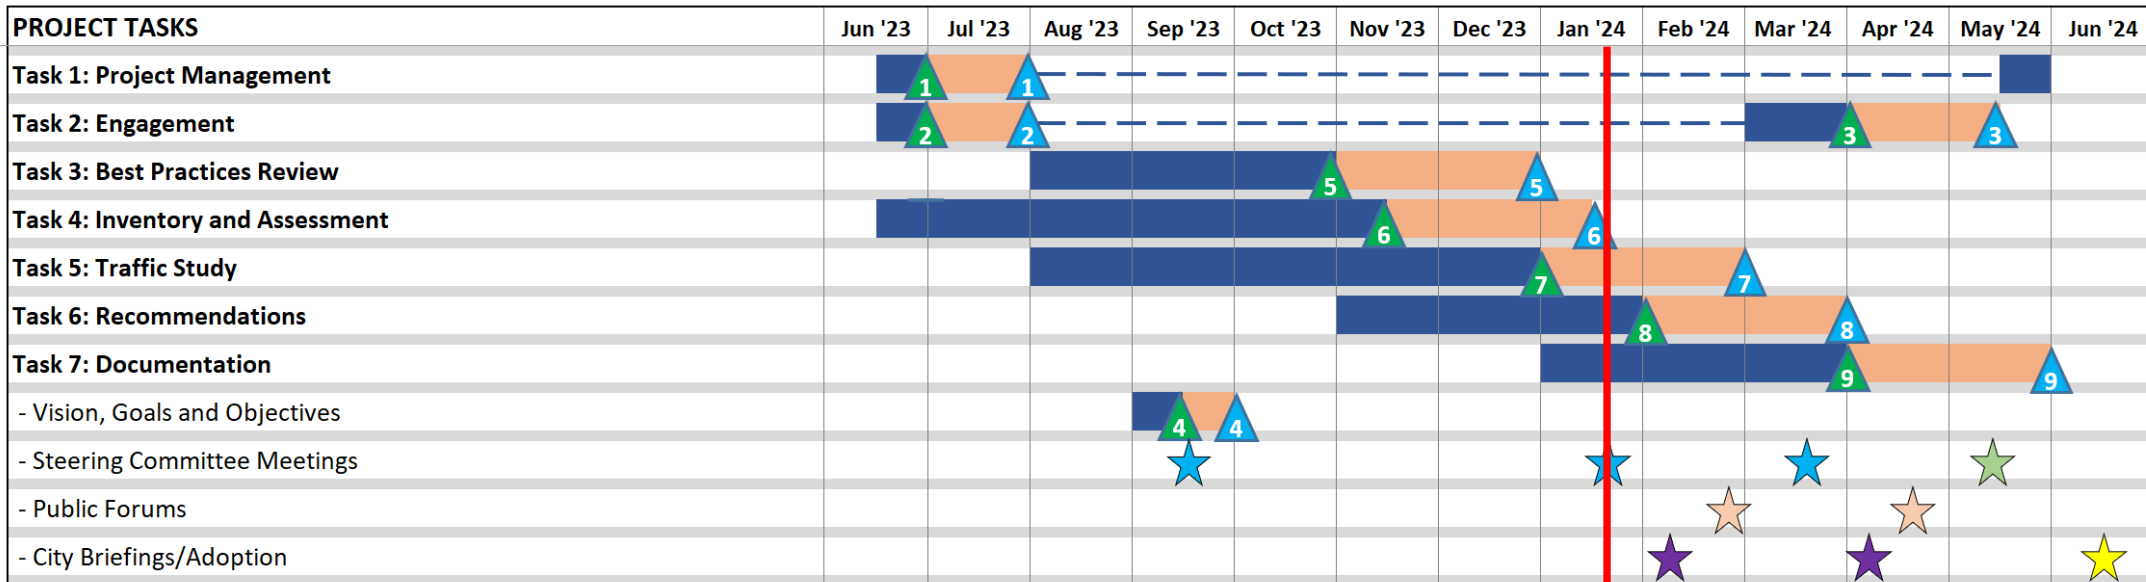 PROJECT TASKS Jun '23 Jul '23 Aug '23 Sep '23 Oct '23 Nov '23 Dec '23 Jan '24 Feb '24 Mar '24 Apr '24 May '24 Jun '24
Task 1: Project Management 1 1
Task 2: Engagement 2 2 3 3
Task 3: Best Practices Review 5 5
Task 4: Inventory and Assessment 6 6
Task 5: Traffic Study 7 7
Task 6: Recommendations 8 8
Task 7: Documentation 9 9
- Vision, Goals and Objectives 4 4
- Steering Committee Meetings
- Public Forums
- City Briefings/Adoption